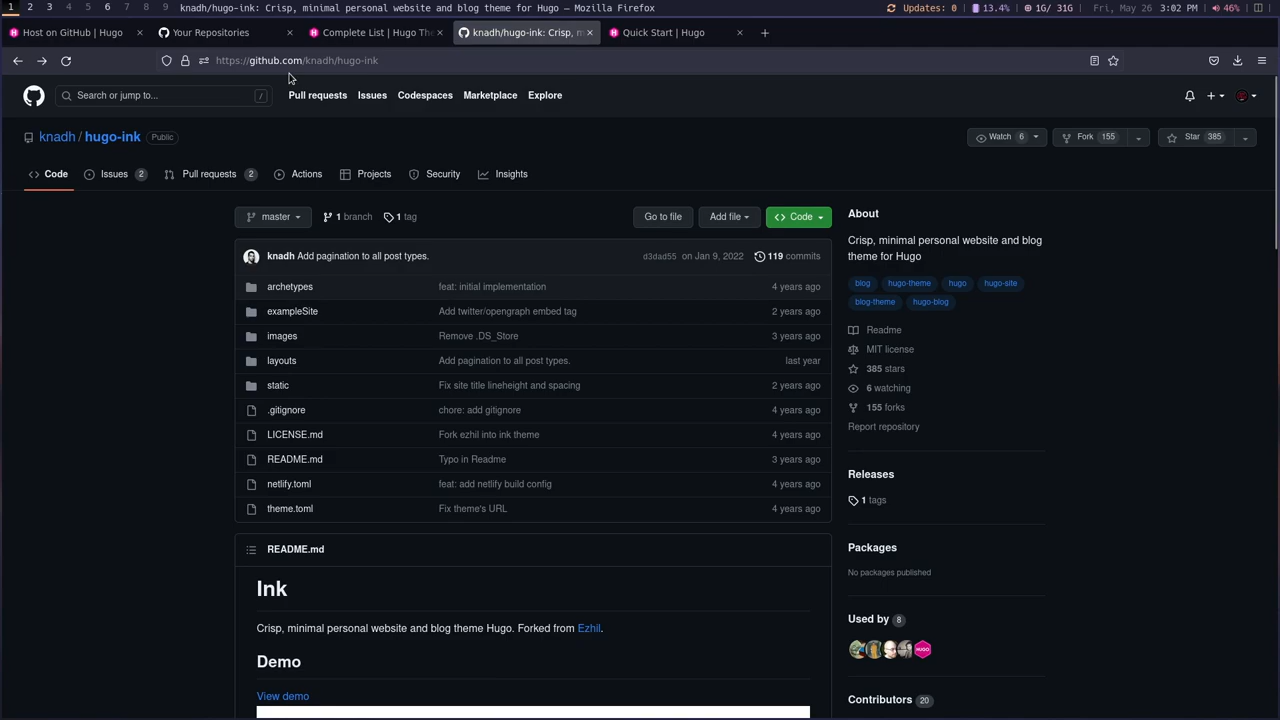 1 2 3 4 5 6 7 8 9 knadh/hugo-ink: Crisp, minimal personal website and blog theme for Hugo — Mozilla Firefox Updates: 0 13.4% 1G/ 31G Fri, May 26 3:02 PM 46%
Host on GitHub | Hugo Your Repositories Complete List | Hugo The knadh/hugo-ink: Crisp, m Quick Start | Hugo
https://github.com/knadh/hugo-ink
Search or jump to... / Pull requests Issues Codespaces Marketplace Explore
knadh / hugo-ink Public Watch 6 Fork 155 Star 385
Code Issues 2 Pull requests 2 Actions Projects Security Insights
master 1 branch 1 tag Go to file Add file Code
knadh Add pagination to all post types. d3dad55 on Jan 9, 2022 119 commits
archetypes feat: initial implementation 4 years ago
exampleSite Add twitter/opengraph embed tag 2 years ago
images Remove .DS_Store 3 years ago
layouts Add pagination to all post types. last year
static Fix site title lineheight and spacing 2 years ago
.gitignore chore: add gitignore 4 years ago
LICENSE.md Fork ezhil into ink theme 4 years ago
README.md Typo in Readme 3 years ago
netlify.toml feat: add netlify build config 4 years ago
theme.toml Fix theme's URL 4 years ago
README.md
Ink
Crisp, minimal personal website and blog theme Hugo. Forked from Ezhil.
Demo
View demo
About
Crisp, minimal personal website and blog
theme for Hugo
blog hugo-theme hugo hugo-site
blog-theme hugo-blog
Readme
MIT license
385 stars
6 watching
155 forks
Report repository
Releases
1 tags
Packages
No packages published
Used by 8
HUGO
Contributors 20